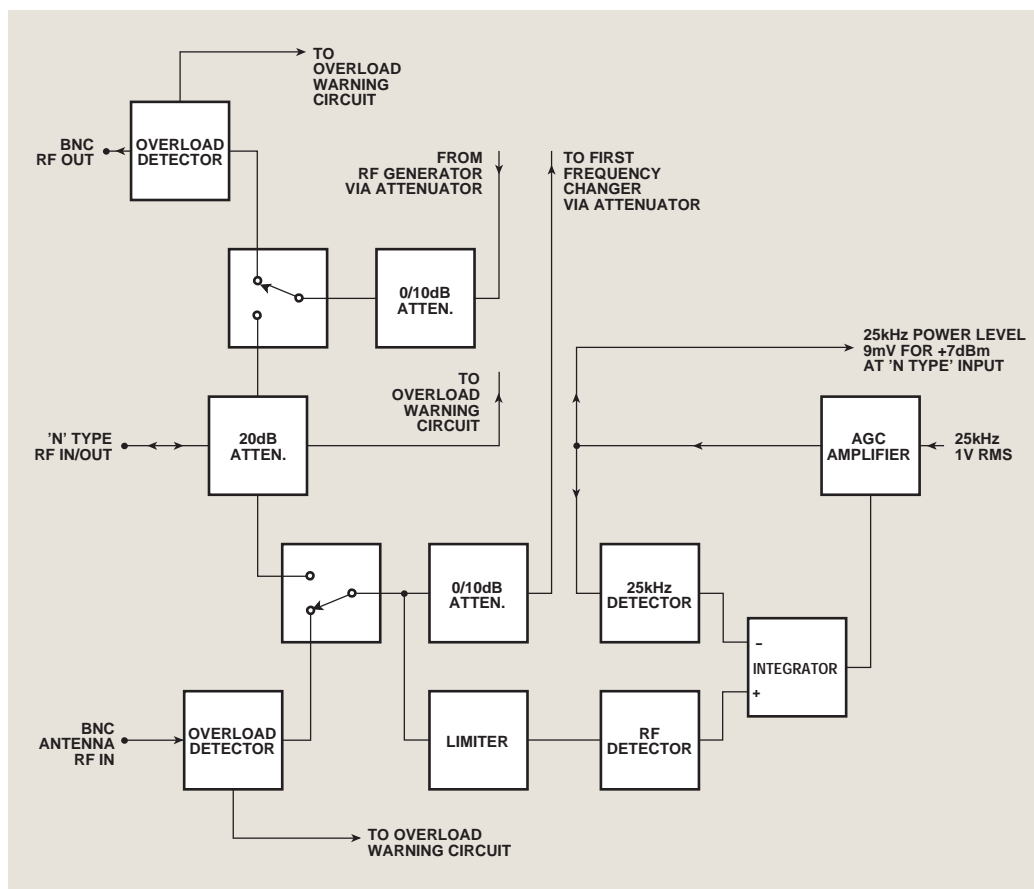 TO
OVERLOAD
WARNING
CIRCUIT
BNC
RF OUT
OVERLOAD
DETECTOR
FROM
RF GENERATOR
VIA ATTENUATOR
TO FIRST
FREQUENCY
CHANGER
VIA ATTENUATOR
0/10dB
ATTEN.
25kHz POWER LEVEL
9mV FOR +7dBm
AT 'N TYPE' INPUT
TO
OVERLOAD
WARNING
CIRCUIT
'N' TYPE
RF IN/OUT
20dB
ATTEN.
AGC
AMPLIFIER
25kHz
1V RMS
0/10dB
ATTEN.
25kHz
DETECTOR
–
INTEGRATOR
+
BNC
ANTENNA
RF IN
OVERLOAD
DETECTOR
LIMITER
RF
DETECTOR
TO OVERLOAD
WARNING CIRCUIT